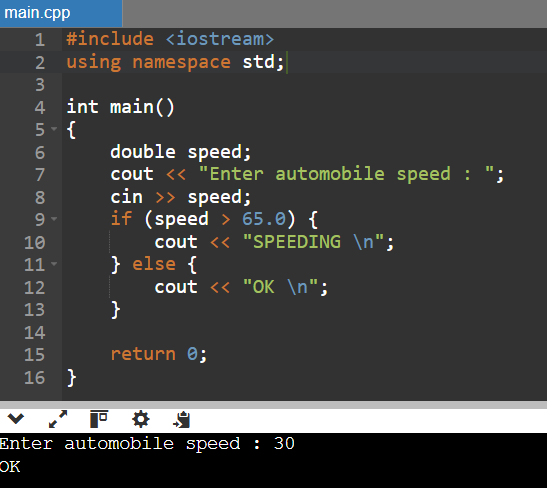 main.cpp
1 #include <iostream>
2 using namespace std;
3
4 int main()
5 {
6     double speed;
7     cout << "Enter automobile speed : ";
8     cin >> speed;
9     if (speed > 65.0) {
10         cout << "SPEEDING \n";
11     } else {
12         cout << "OK \n";
13     }
14
15     return 0;
16 }
Enter automobile speed : 30
OK